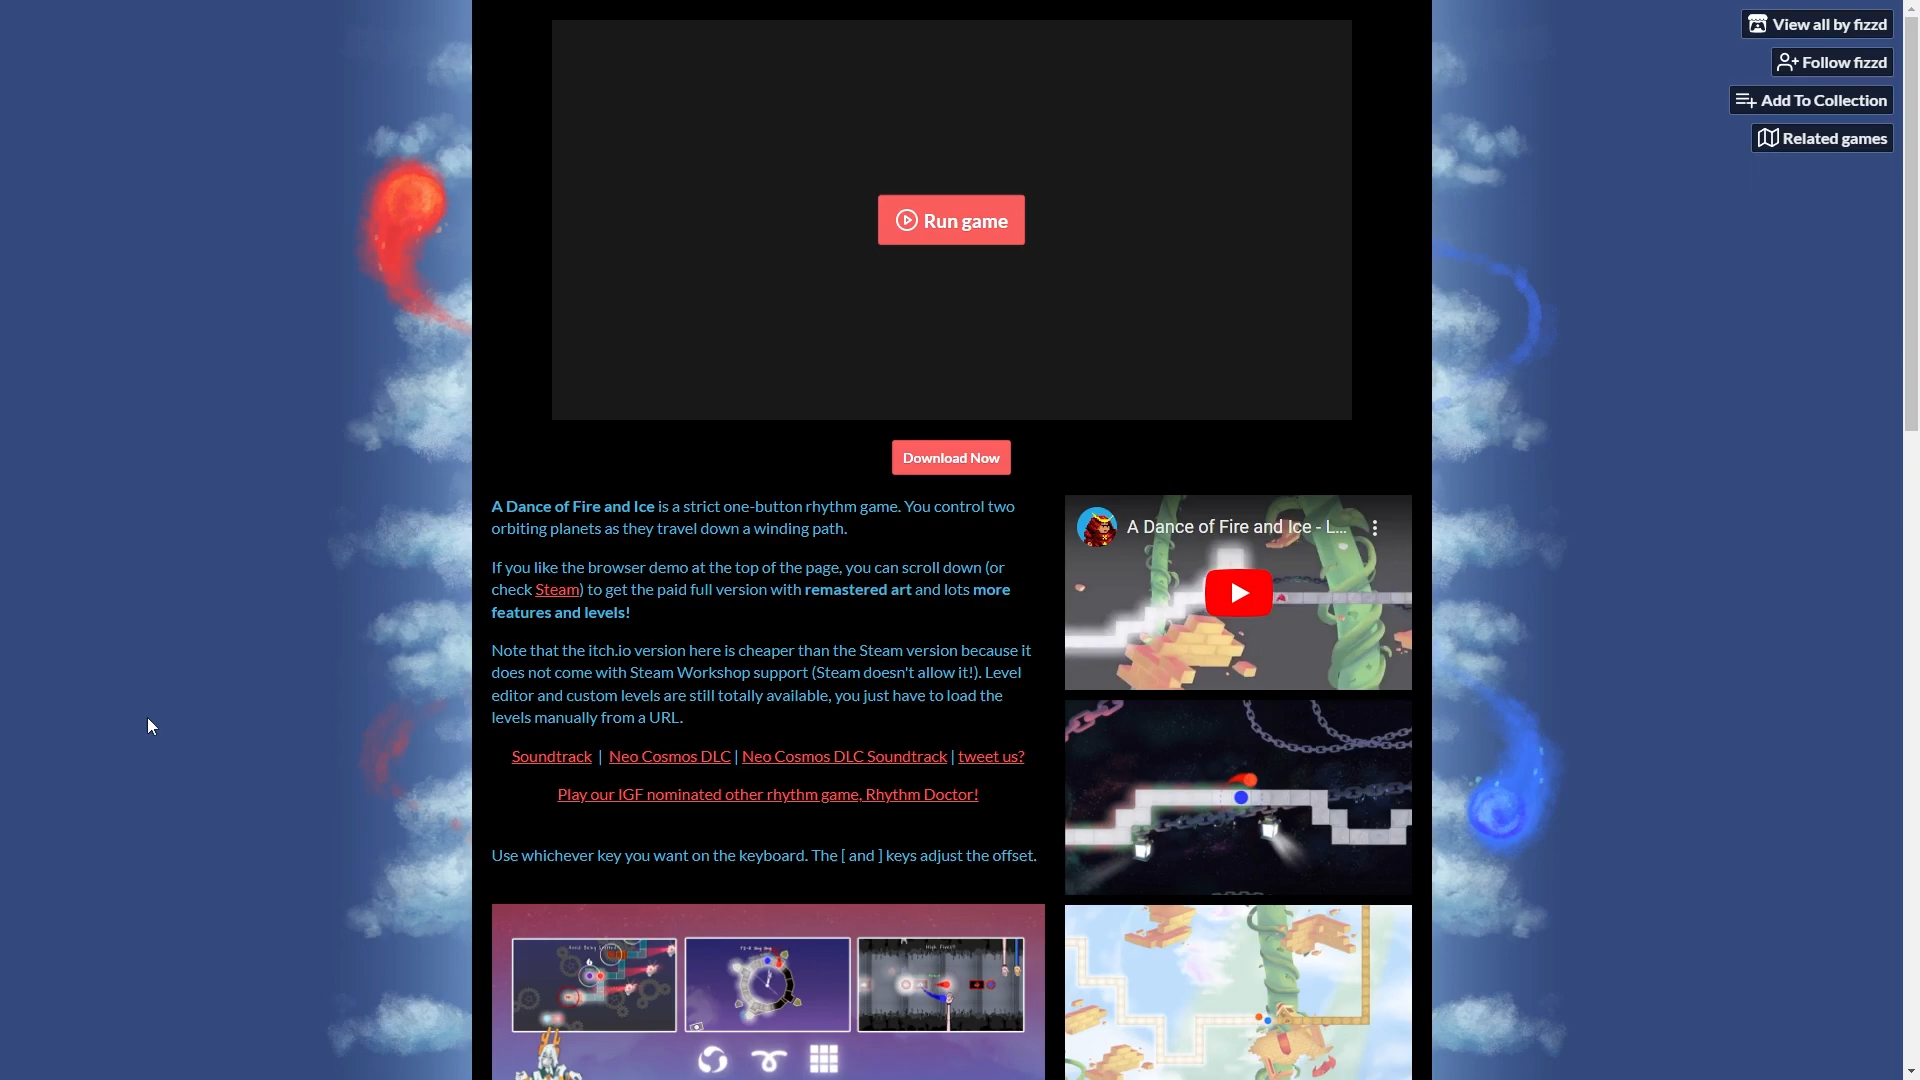 View all by fizzd
Follow fizzd
Add To Collection
Related games
Run game
Download Now
A Dance of Fire and Ice is a strict one-button rhythm game. You control two
orbiting planets as they travel down a winding path.
If you like the browser demo at the top of the page, you can scroll down (or
check Steam) to get the paid full version with remastered art and lots more
features and levels!
Note that the itch.io version here is cheaper than the Steam version because it
does not come with Steam Workshop support (Steam doesn't allow it!). Level
editor and custom levels are still totally available, you just have to load the
levels manually from a URL.
Soundtrack | Neo Cosmos DLC | Neo Cosmos DLC Soundtrack | tweet us?
Play our IGF nominated other rhythm game, Rhythm Doctor!
Use whichever key you want on the keyboard. The [ and ] keys adjust the offset.
A Dance of Fire and Ice - L...